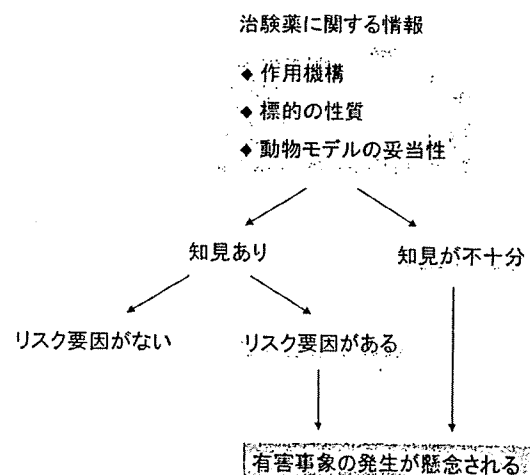 治験薬に関する情報
◆ 作用機構
◆ 標的の性質
◆ 動物モデルの妥当性
知見あり
知見が不十分
リスク要因がない
リスク要因がある
有害事象の発生が懸念される